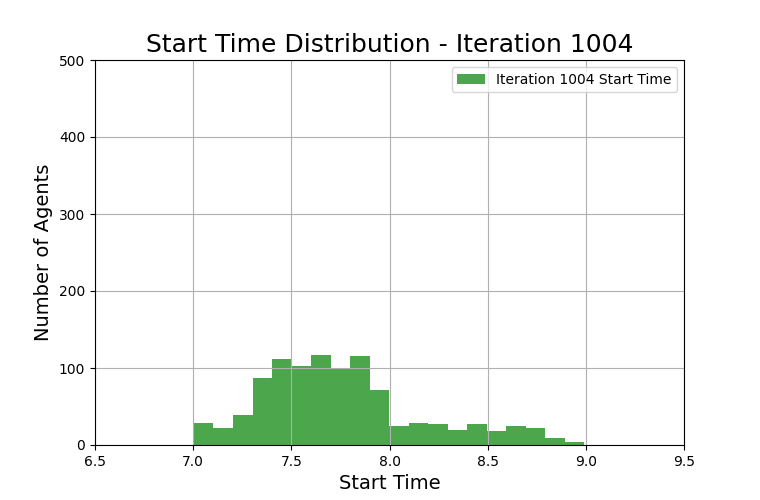 Start Time Distribution - Iteration 1004
Iteration 1004 Start Time
Number of Agents
500
400
300
200
100
0
6.5 7.0 7.5 8.0 8.5 9.0 9.5
Start Time